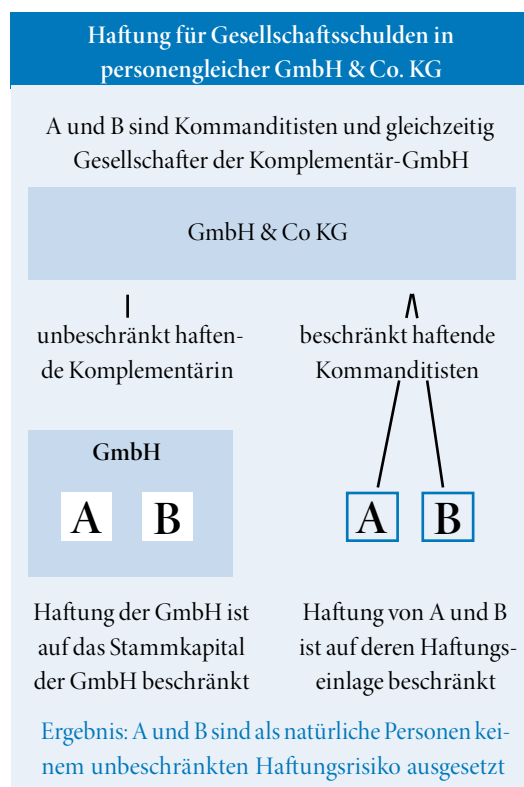 Haftung für Gesellschaftsschulden in
personengleicher GmbH & Co. KG
A und B sind Kommanditisten und gleichzeitig
Gesellschafter der Komplementär-GmbH
GmbH & Co KG
unbeschränkt haften-
de Komplementärin
beschränkt haftende
Kommanditisten
GmbH
A B
A B
Haftung der GmbH ist
auf das Stammkapital
der GmbH beschränkt
Haftung von A und B
ist auf deren Haftungs-
einlage beschränkt
Ergebnis: A und B sind als natürliche Personen kei-
nem unbeschränkten Haftungsrisiko ausgesetzt